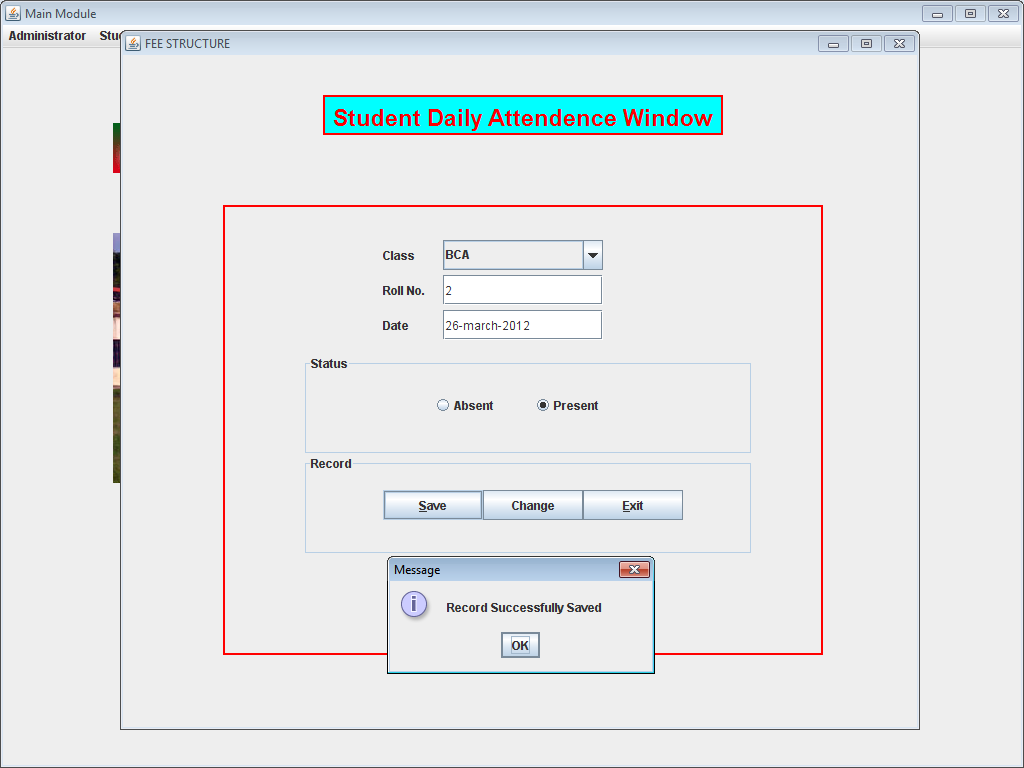 Main Module
Administrator Stu
FEE STRUCTURE
Student Daily Attendence Window
Class BCA
Roll No. 2
Date 26-march-2012
Status
Absent Present
Record
Save Change Exit
Message
i Record Successfully Saved
OK